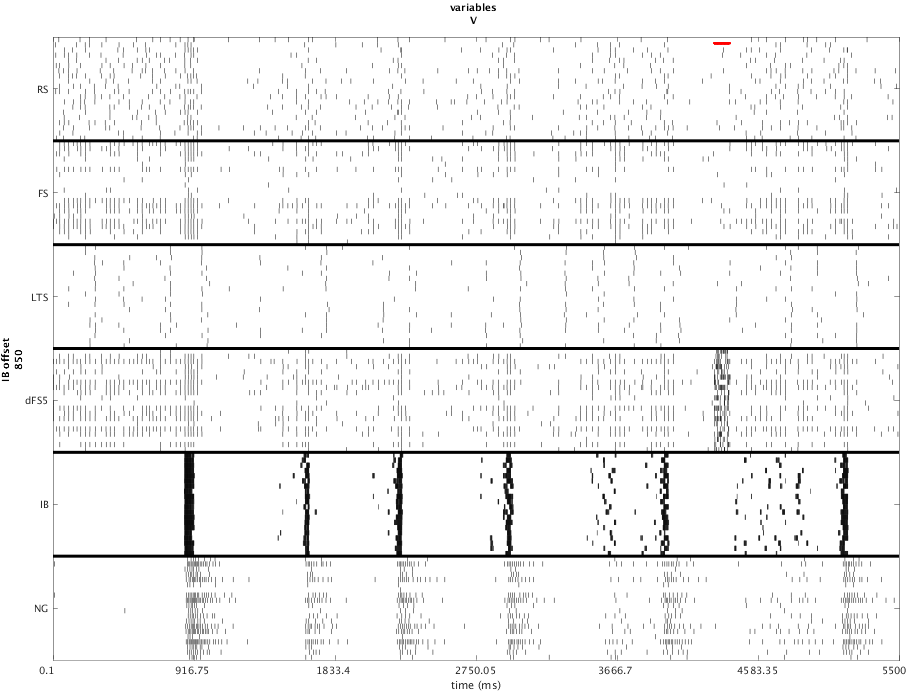 variables
V
RS
FS
LTS
dFS5
IB
NG
IB offset
850
0.1
916.75
1833.4
2750.05
3666.7
4583.35
5500
time (ms)